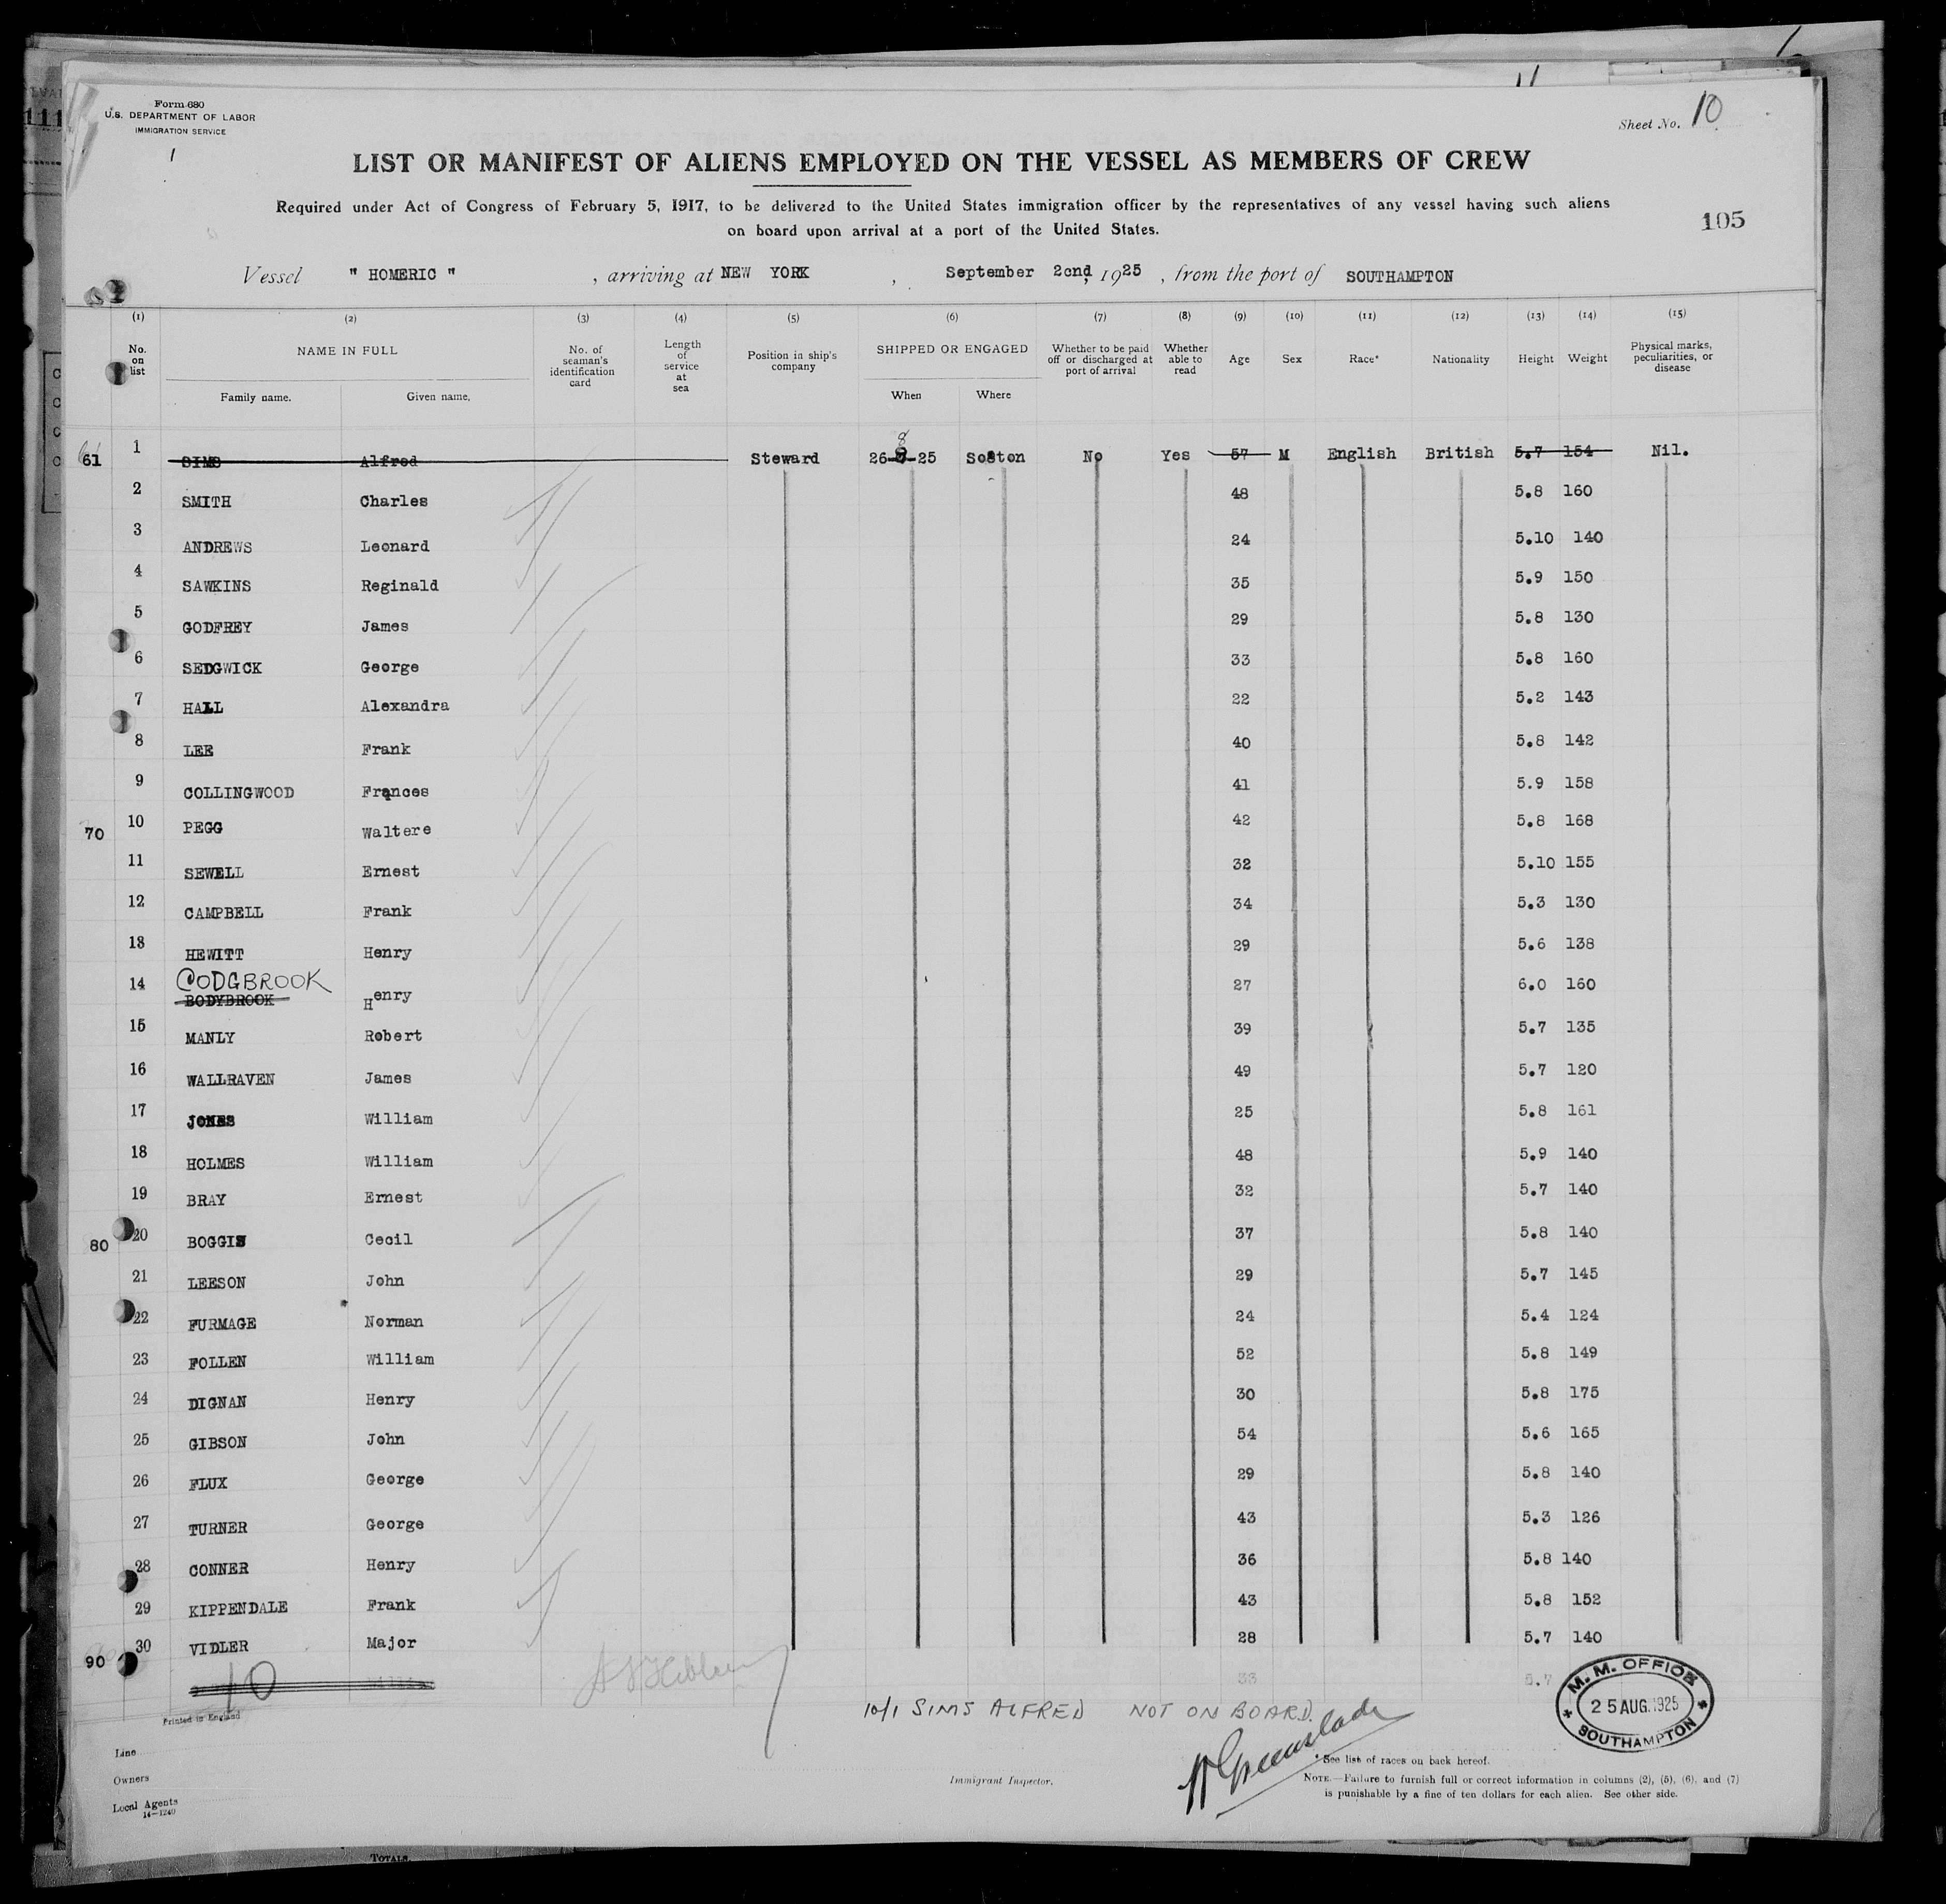 Form 680
U.S. DEPARTMENT OF LABOR
IMMIGRATION SERVICE
Sheet No. 10
LIST OR MANIFEST OF ALIENS EMPLOYED ON THE VESSEL AS MEMBERS OF CREW
Required under Act of Congress of February 5, 1917, to be delivered to the United States immigration officer by the representatives of any vessel having such aliens
on board upon arrival at a port of the United States.
105
Vessel " HOMERIC " , arriving at NEW YORK , September 2cnd, 1925 , from the port of SOUTHAMPTON
(1) (2) (3) (4) (5) (6) (7) (8) (9) (10) (11) (12) (13) (14) (15)
No. on list NAME IN FULL Family name. Given name. No. of seaman's identification card Length of service at sea Position in ship's company SHIPPED OR ENGAGED When Where Whether to be paid off or discharged at port of arrival Whether able to read Age Sex Race* Nationality Height Weight Physical marks, peculiarities, or disease
61 1 SIMS Alfred Steward 26-8-25 Soston No Yes 57 M English British 5.7 154 Nil.
2 SMITH Charles 48 5.8 160
3 ANDREWS Leonard 24 5.10 140
4 SAWKINS Reginald 35 5.9 150
5 GODFREY James 29 5.8 130
6 SEDGWICK George 33 5.8 160
7 HALL Alexandra 22 5.2 143
8 LEE Frank 40 5.8 142
9 COLLINGWOOD Frances 41 5.9 158
70 10 PEGG Waltere 42 5.8 168
11 SEWELL Ernest 32 5.10 155
12 CAMPBELL Frank 34 5.3 130
13 HEWITT Henry 29 5.6 138
CODGBROOK
14 BODYBROOK Henry 27 6.0 160
15 MANLY Robert 39 5.7 135
16 WALLRAVEN James 49 5.7 120
17 JONES William 25 5.8 161
18 HOLMES William 48 5.9 140
19 BRAY Ernest 32 5.7 140
80 20 BOGGIS Cecil 37 5.8 140
21 LEESON John 29 5.7 145
22 FURMAGE Norman 24 5.4 124
23 FOLLEN William 52 5.8 149
24 DIGNAN Henry 30 5.8 175
25 GIBSON John 54 5.6 165
26 FLUX George 29 5.8 140
27 TURNER George 43 5.3 126
28 CONNER Henry 36 5.8 140
29 KIPPENDALE Frank 43 5.8 152
90 30 VIDLER Major 28 5.7 140
10 33 5.7
10/1 SIMS ALFRED NOT ON BOARD.
M. M. OFFICE
25 AUG. 1925
SOUTHAMPTON
Printed in England
Line
Owners
Local Agents
14—1240
Immigrant Inspector.
Greenslade
* See list of races on back hereof.
NOTE.—Failure to furnish full or correct information in columns (2), (5), (6), and (7)
is punishable by a fine of ten dollars for each alien. See other side.
TOTALS.